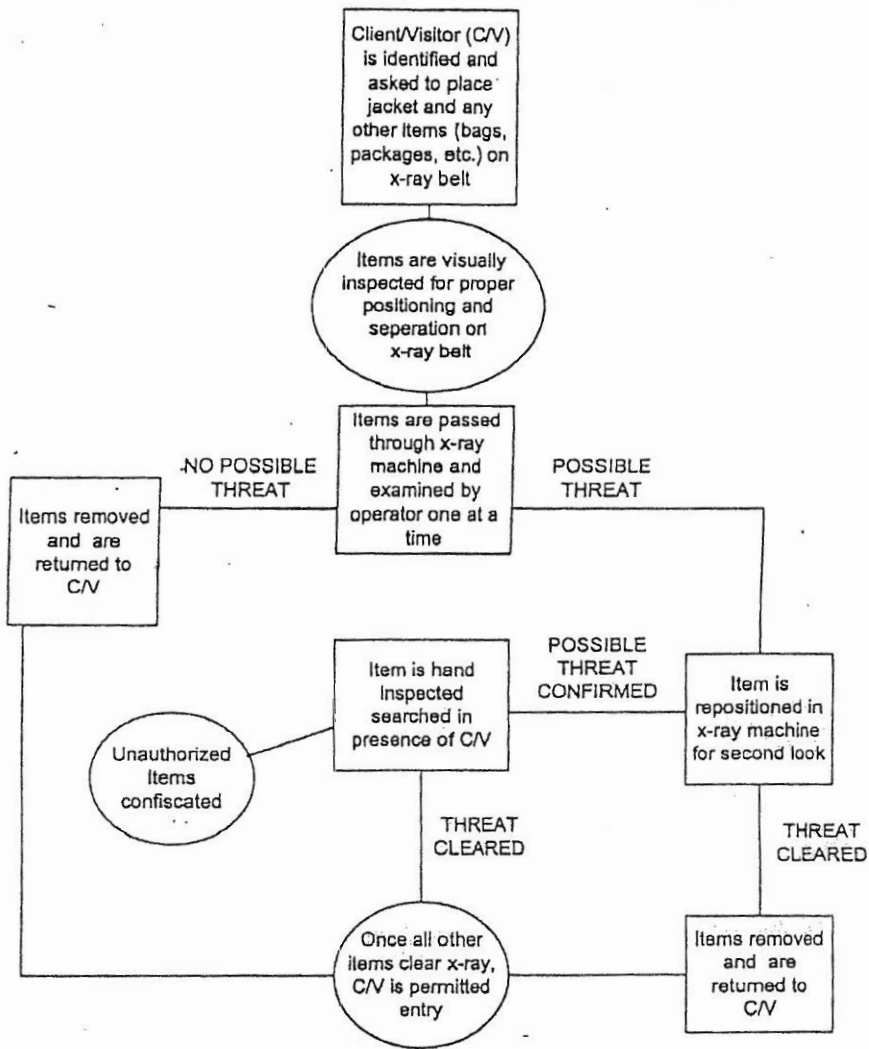 Client/Visitor (C/V)
is identified and
asked to place
jacket and any
other items (bags,
packages, etc.) on
x-ray belt
Items are visually
inspected for proper
positioning and
seperation on
x-ray belt
Items are passed
through x-ray
machine and
examined by
operator one at a
time
NO POSSIBLE
THREAT
POSSIBLE
THREAT
Items removed
and are
returned to
C/V
Item is hand
Inspected
searched in
presence of C/V
POSSIBLE
THREAT
CONFIRMED
Item is
repositioned in
x-ray machine
for second look
Unauthorized
Items
confiscated
THREAT
CLEARED
THREAT
CLEARED
Once all other
items clear x-ray,
C/V is permitted
entry
Items removed
and are
returned to
C/V